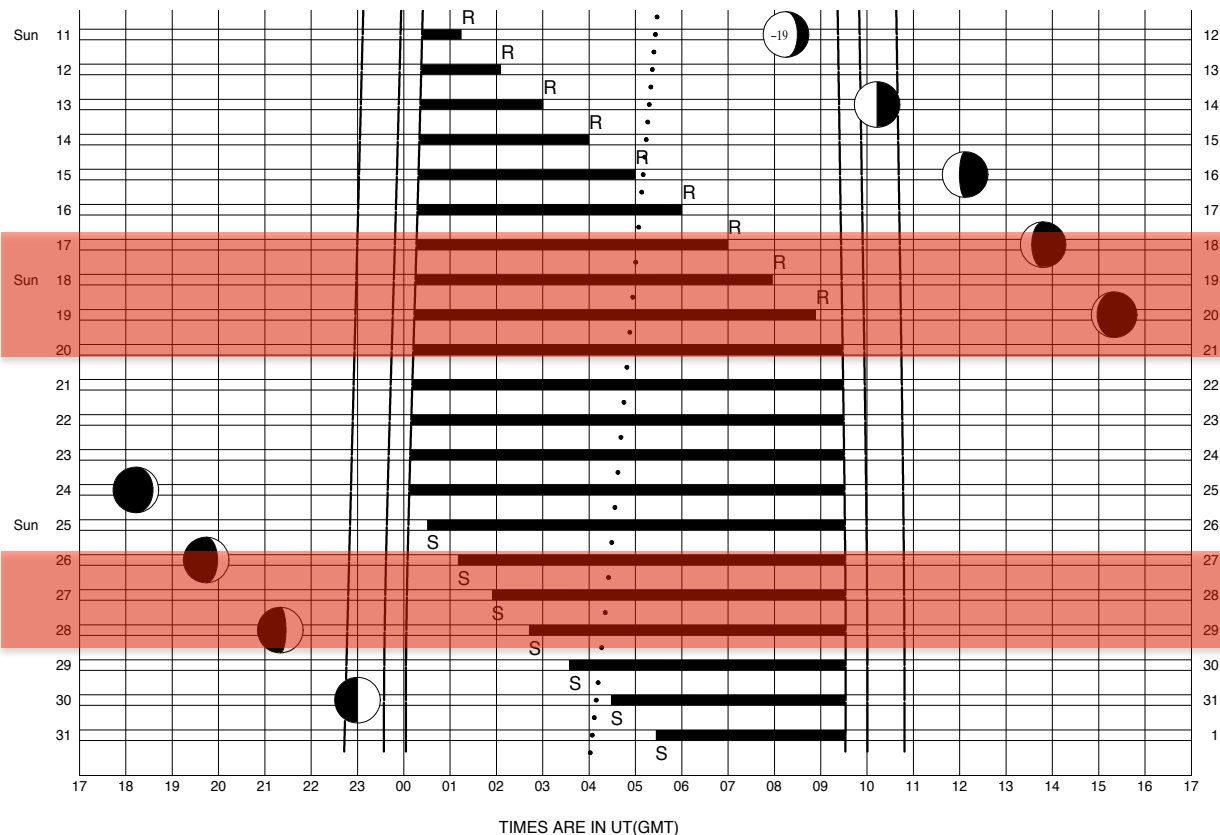 Sun 11 R −19 12
12 R 13
13 R 14
14 R 15
15 R 16
16 R 17
17 R 18
Sun 18 R 19
19 R 20
20 21
21 22
22 23
23 24
24 25
Sun 25 S 26
26 S 27
27 S 28
28 S 29
29 S 30
30 S 31
31 S 1
17 18 19 20 21 22 23 00 01 02 03 04 05 06 07 08 09 10 11 12 13 14 15 16 17
TIMES ARE IN UT(GMT)